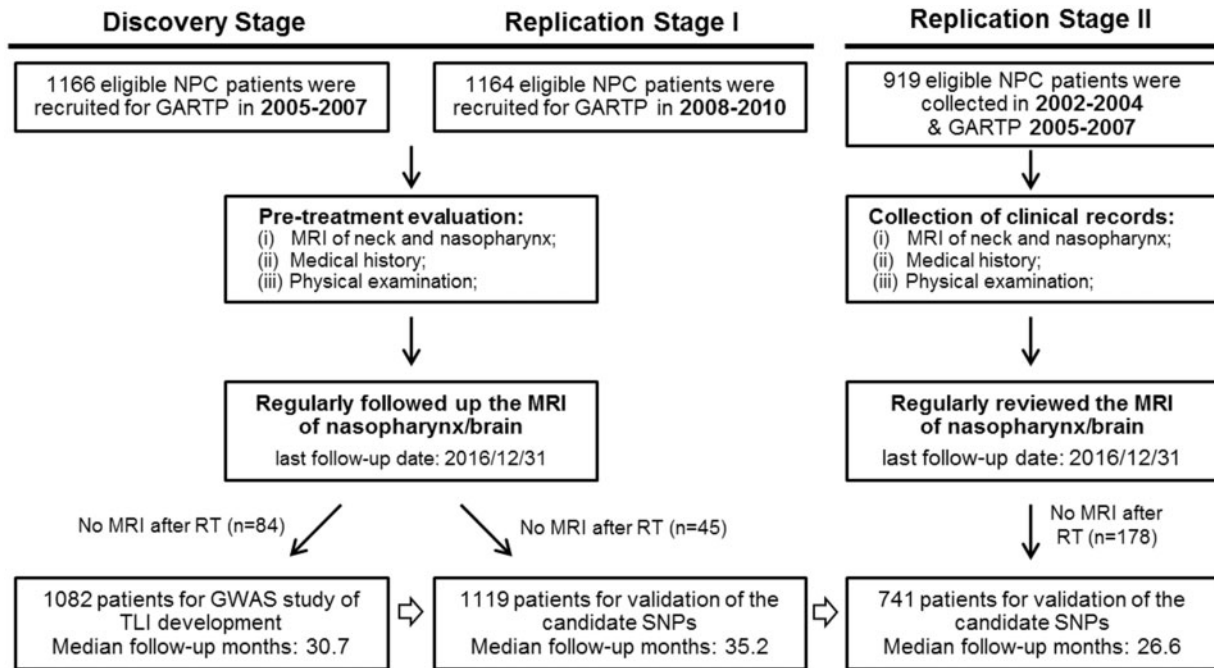 Discovery Stage
Replication Stage I
Replication Stage II
1166 eligible NPC patients were
recruited for GARTP in 2005-2007
1164 eligible NPC patients were
recruited for GARTP in 2008-2010
919 eligible NPC patients were
collected in 2002-2004
& GARTP 2005-2007
Pre-treatment evaluation:
(i) MRI of neck and nasopharynx;
(ii) Medical history;
(iii) Physical examination;
Collection of clinical records:
(i) MRI of neck and nasopharynx;
(ii) Medical history;
(iii) Physical examination;
Regularly followed up the MRI
of nasopharynx/brain
last follow-up date: 2016/12/31
Regularly reviewed the MRI
of nasopharynx/brain
last follow-up date: 2016/12/31
No MRI after RT (n=84)
No MRI after RT (n=45)
No MRI after
RT (n=178)
1082 patients for GWAS study of
TLI development
Median follow-up months: 30.7
1119 patients for validation of the
candidate SNPs
Median follow-up months: 35.2
741 patients for validation of the
candidate SNPs
Median follow-up months: 26.6